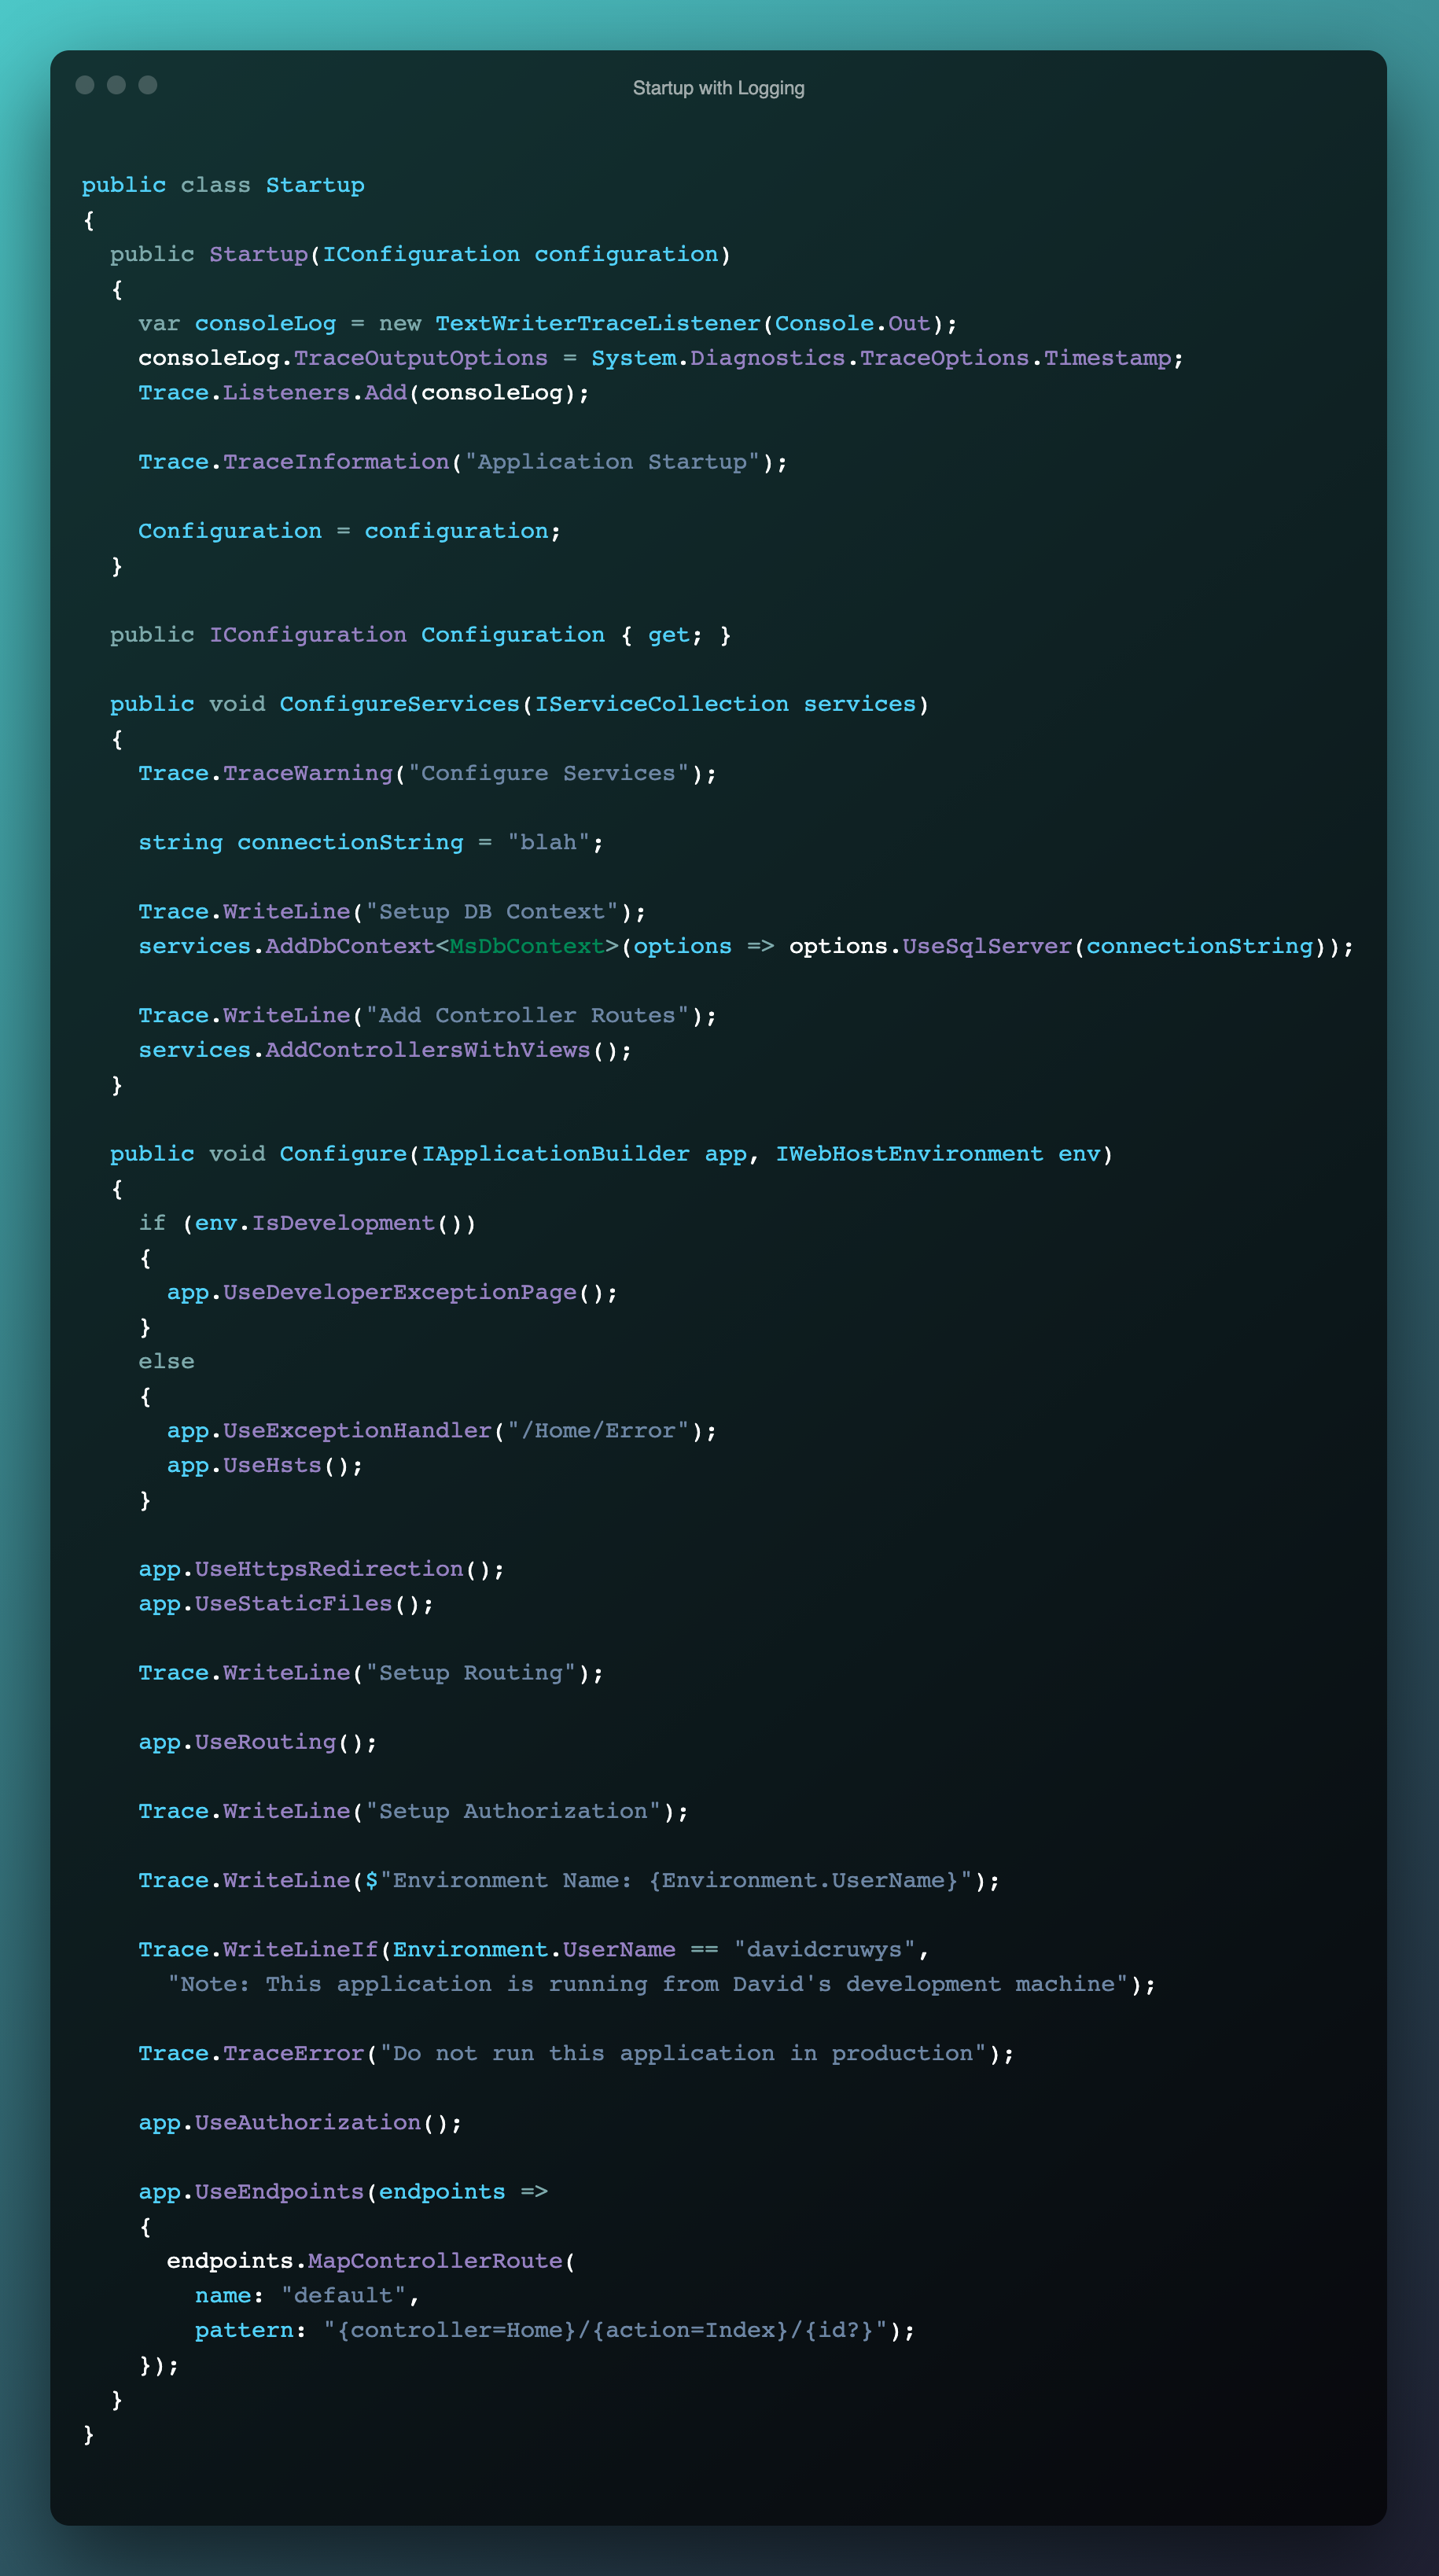 Startup with Logging
public class Startup
{
  public Startup(IConfiguration configuration)
  {
    var consoleLog = new TextWriterTraceListener(Console.Out);
    consoleLog.TraceOutputOptions = System.Diagnostics.TraceOptions.Timestamp;
    Trace.Listeners.Add(consoleLog);

    Trace.TraceInformation("Application Startup");

    Configuration = configuration;
  }

  public IConfiguration Configuration { get; }

  public void ConfigureServices(IServiceCollection services)
  {
    Trace.TraceWarning("Configure Services");

    string connectionString = "blah";

    Trace.WriteLine("Setup DB Context");
    services.AddDbContext<MsDbContext>(options => options.UseSqlServer(connectionString));

    Trace.WriteLine("Add Controller Routes");
    services.AddControllersWithViews();
  }

  public void Configure(IApplicationBuilder app, IWebHostEnvironment env)
  {
    if (env.IsDevelopment())
    {
      app.UseDeveloperExceptionPage();
    }
    else
    {
      app.UseExceptionHandler("/Home/Error");
      app.UseHsts();
    }

    app.UseHttpsRedirection();
    app.UseStaticFiles();

    Trace.WriteLine("Setup Routing");

    app.UseRouting();

    Trace.WriteLine("Setup Authorization");

    Trace.WriteLine($"Environment Name: {Environment.UserName}");

    Trace.WriteLineIf(Environment.UserName == "davidcruwys",
      "Note: This application is running from David's development machine");

    Trace.TraceError("Do not run this application in production");

    app.UseAuthorization();

    app.UseEndpoints(endpoints =>
    {
      endpoints.MapControllerRoute(
        name: "default",
        pattern: "{controller=Home}/{action=Index}/{id?}");
    });
  }
}